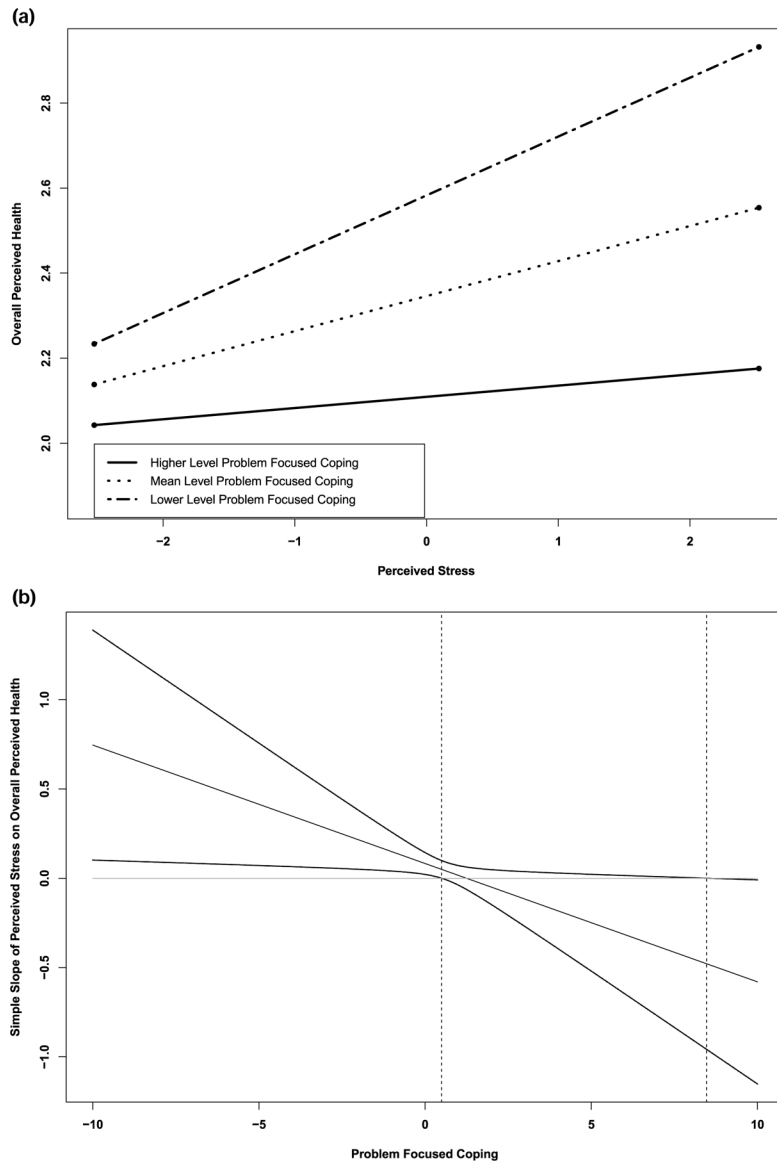 (a)
Overall Perceived Health
2.8
2.6
2.4
2.2
2.0
Higher Level Problem Focused Coping
Mean Level Problem Focused Coping
Lower Level Problem Focused Coping
−2 −1 0 1 2
Perceived Stress
(b)
Simple Slope of Perceived Stress on Overall Perceived Health
1.0
0.5
0.0
−0.5
−1.0
−10 −5 0 5 10
Problem Focused Coping